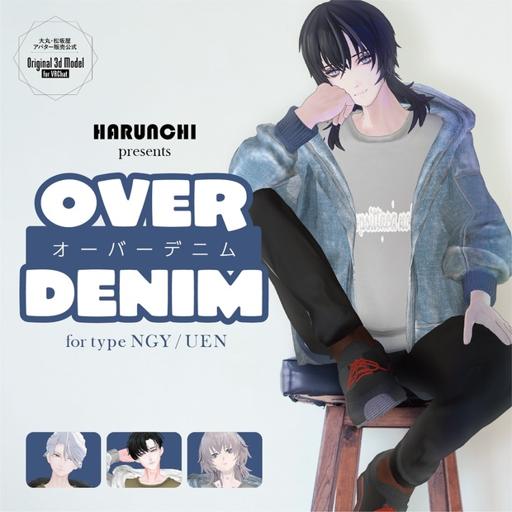 大丸・松坂屋
アバター販売公式
Original 3d Model
for VRChat
HARUNCHI
presents
OVER
オーバーデニム
DENIM
for type NGY / UEN